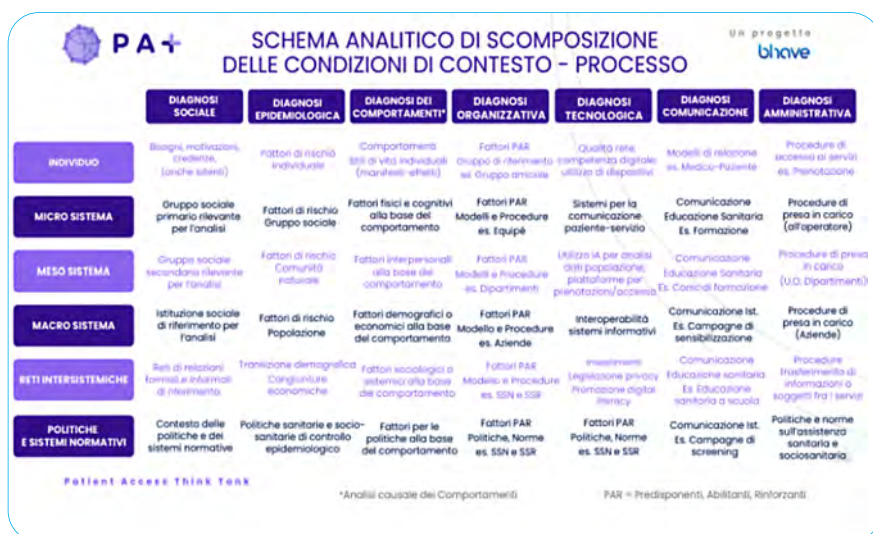 PA+
SCHEMA ANALITICO DI SCOMPOSIZIONE
DELLE CONDIZIONI DI CONTESTO - PROCESSO
Un progetto
bhave
DIAGNOSI
SOCIALE
DIAGNOSI
EPIDEMIOLOGICA
DIAGNOSI DEI
COMPORTAMENTI*
DIAGNOSI
ORGANIZZATIVA
DIAGNOSI
TECNOLOGICA
DIAGNOSI
COMUNICAZIONE
DIAGNOSI
AMMINISTRATIVA
INDIVIDUO
Bisogni, motivazioni,
credenze,
(anche silenti)
Fattori di rischio
individuale
Comportamenti
Stili di vita individuali
(manifesti-effetti)
Fattori PAR
Gruppo di riferimento
es. Gruppo amicale
Qualità rete,
competenza digitale,
utilizzo di dispositivi
Modelli di relazione
es. Medico-Paziente
Procedure di
accesso ai servizi
es. Prenotazione
MICRO SISTEMA
Gruppo sociale
primario rilevante
per l'analisi
Fattori di rischio
Gruppo sociale
Fattori fisici e cognitivi
alla base del
comportamento
Fattori PAR
Modelli e Procedure
es. Equipé
Sistemi per la
comunicazione
paziente-servizio
Comunicazione
Educazione Sanitaria
Es. Formazione
Procedure di
presa in carico
(all'operatore)
MESO SISTEMA
Gruppo sociale
secondario rilevante
per l'analisi
Fattori di rischio
Comunità
naturale
Fattori interpersonali
alla base del
comportamento
Fattori PAR
Modelli e Procedure
es. Dipartimenti
Utilizzo IA per analisi
dati popolazione,
piattaforme per
prenotazioni/accesso
Comunicazione
Educazione Sanitaria
Es. Corsi di formazione
Procedure di presa
in carico
(U.O. Dipartimenti)
MACRO SISTEMA
Istituzione sociale
di riferimento per
l'analisi
Fattori di rischio
Popolazione
Fattori demografici o
economici alla base
del comportamento
Fattori PAR
Modello e Procedure
es. Aziende
Interoperabilità
sistemi informativi
Comunicazione Ist.
Es. Campagne di
sensibilizzazione
Procedure di
presa in carico
(Aziende)
RETI INTERSISTEMICHE
Reti di relazioni
formali e informali
di riferimento
Transizione demografica
Congiunture
economiche
Fattori sociologici o
sistemici alla base
del comportamento
Fattori PAR
Modello e Procedure
es. SSN e SSR
Investimenti
Legislazione privacy
Promozione digital
literacy
Comunicazione
Educazione sanitaria
Es. Educazione
sanitaria a scuola
Procedure
trasferimento di
informazioni o
soggetti fra i servizi
POLITICHE
E SISTEMI NORMATIVI
Contesto delle
politiche e dei
sistemi normative
Politiche sanitarie e socio-
sanitarie di controllo
epidemiologico
Fattori per le
politiche alla base
del comportamento
Fattori PAR
Politiche, Norme
es. SSN e SSR
Fattori PAR
Politiche, Norme
es. SSN e SSR
Comunicazione Ist.
Es. Campagne di
screening
Politiche e norme
sull'assistenza
sanitaria e
sociosanitaria
Patient Access Think Tank
*Analisi causale dei Comportamenti
PAR = Predisponenti, Abilitanti, Rinforzanti